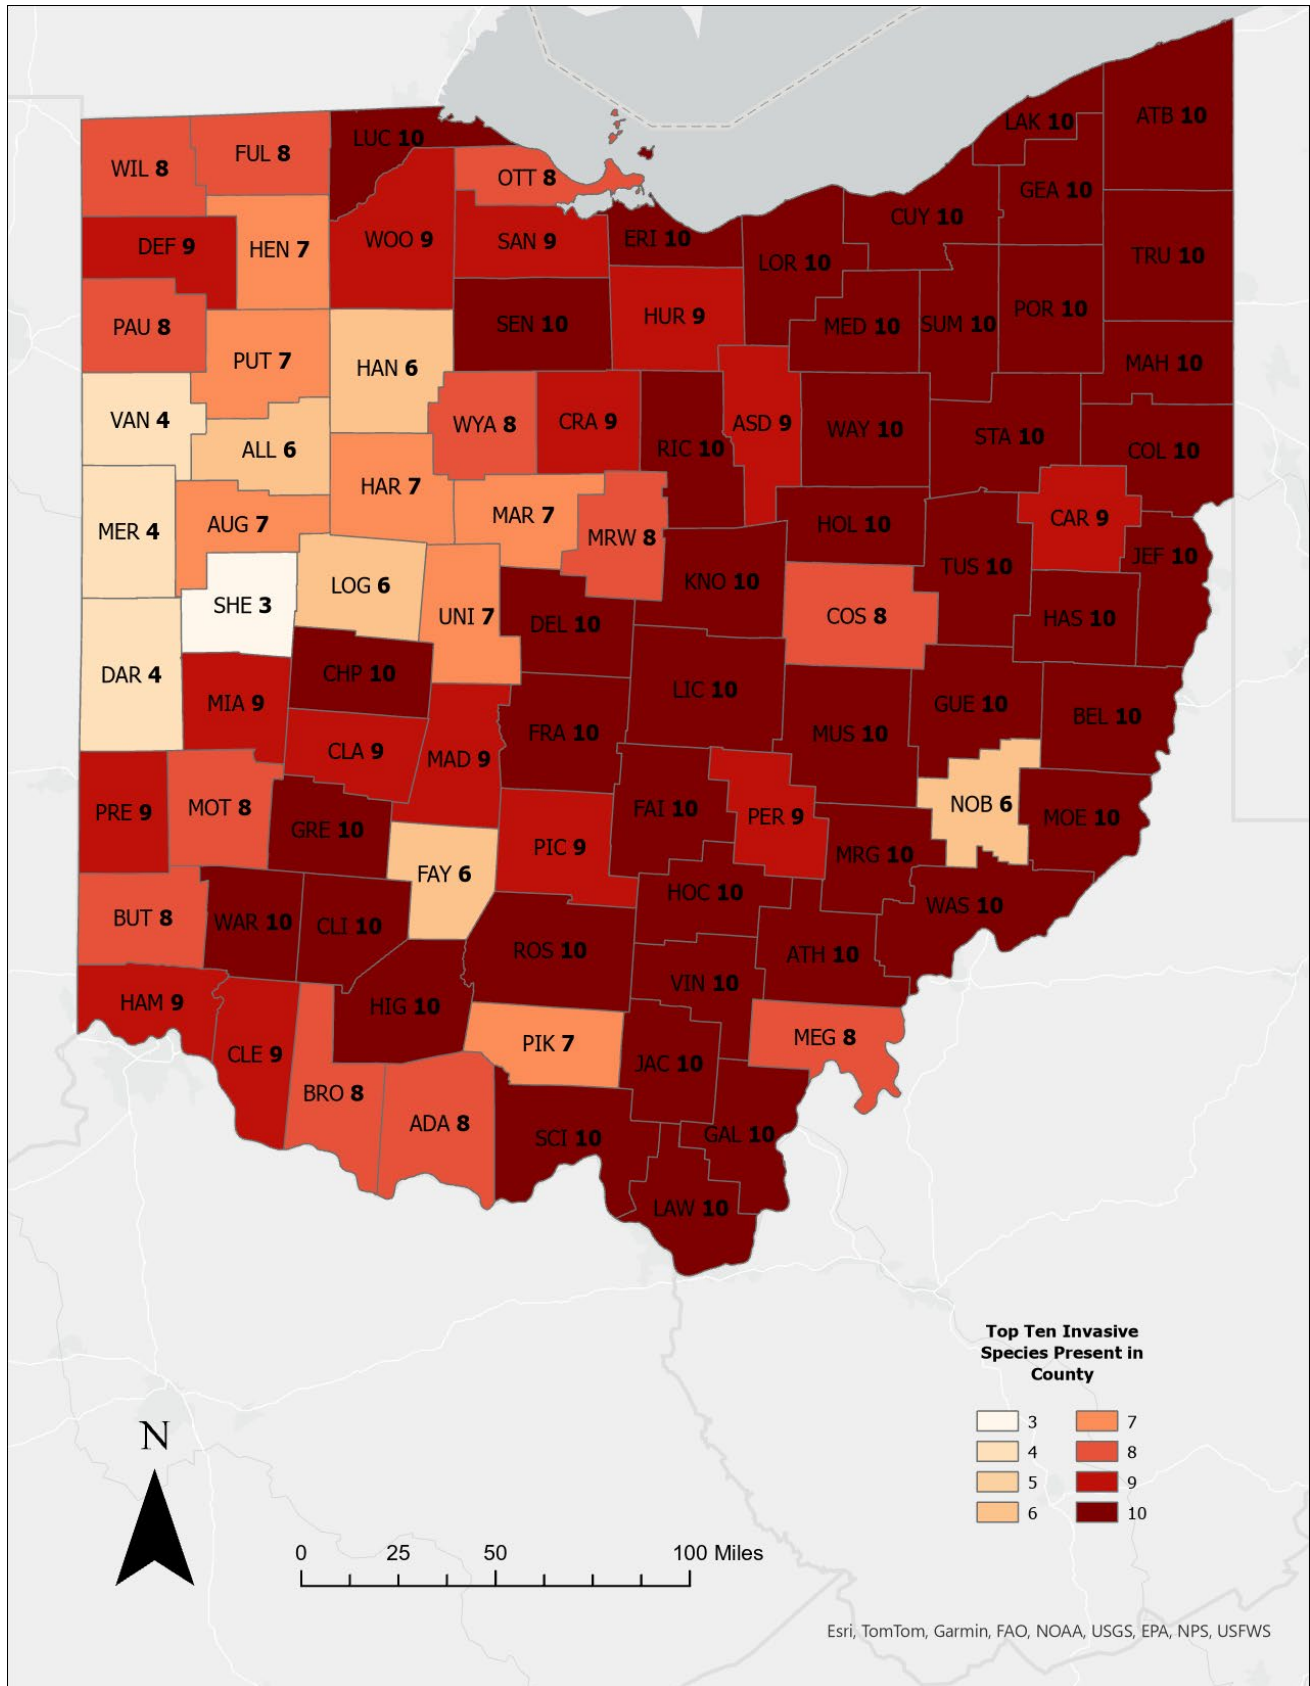 LAK 10
ATB 10
LUC 10
FUL 8
WIL 8
OTT 8
GEA 10
CUY 10
DEF 9
HEN 7
WOO 9
SAN 9
ERI 10
LOR 10
TRU 10
PAU 8
SEN 10
HUR 9
MED 10
SUM 10
POR 10
PUT 7
HAN 6
MAH 10
VAN 4
WYA 8
CRA 9
ASD 9
WAY 10
STA 10
ALL 6
RIC 10
COL 10
HAR 7
MER 4
AUG 7
MAR 7
MRW 8
HOL 10
CAR 9
JEF 10
TUS 10
LOG 6
KNO 10
SHE 3
UNI 7
DEL 10
COS 8
HAS 10
DAR 4
CHP 10
LIC 10
MIA 9
GUE 10
BEL 10
CLA 9
MAD 9
FRA 10
MUS 10
PRE 9
MOT 8
GRE 10
FAI 10
PER 9
NOB 6
MOE 10
PIC 9
MRG 10
FAY 6
HOC 10
BUT 8
WAR 10
CLI 10
WAS 10
ROS 10
ATH 10
VIN 10
HAM 9
HIG 10
CLE 9
PIK 7
MEG 8
JAC 10
BRO 8
ADA 8
SCI 10
GAL 10
LAW 10
Top Ten Invasive
Species Present in
County
3 7
4 8
5 9
6 10
N
0 25 50 100 Miles
Esri, TomTom, Garmin, FAO, NOAA, USGS, EPA, NPS, USFWS